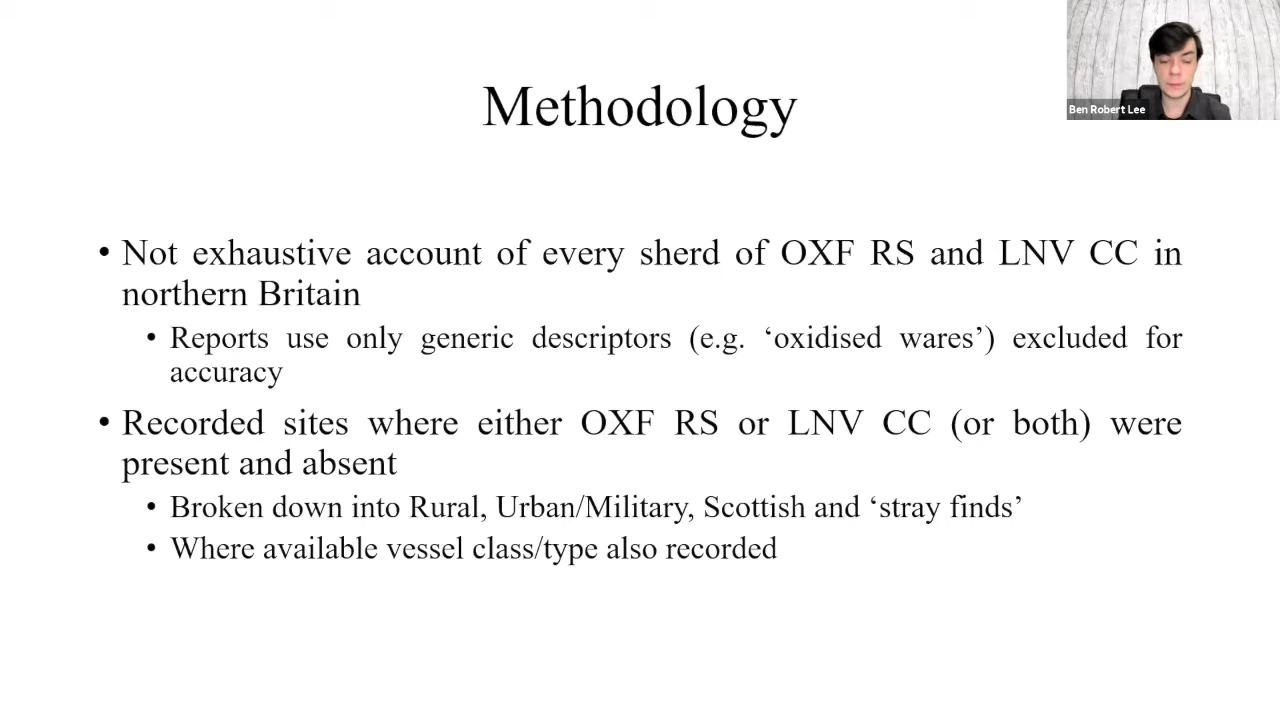 Methodology
Ben Robert Lee
• Not exhaustive account of every sherd of OXF RS and LNV CC in
northern Britain
• Reports use only generic descriptors (e.g. ‘oxidised wares’) excluded for
accuracy
• Recorded sites where either OXF RS or LNV CC (or both) were
present and absent
• Broken down into Rural, Urban/Military, Scottish and ‘stray finds’
• Where available vessel class/type also recorded